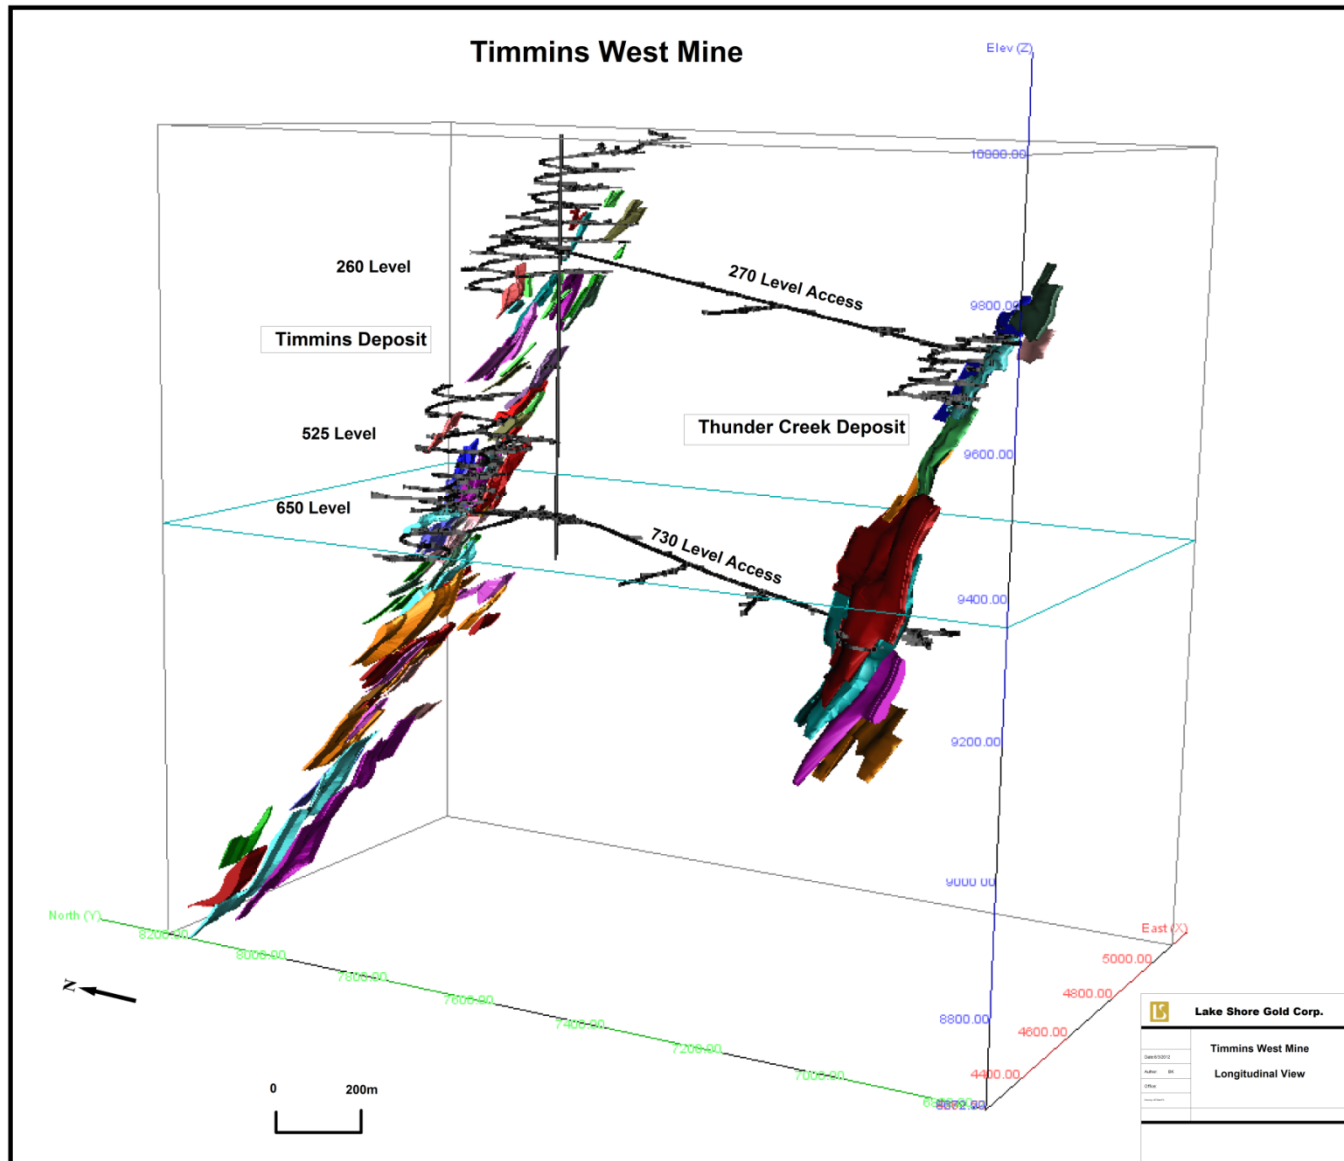 Timmins West Mine
Elev (Z)
10000.00
260 Level
270 Level Access
9800.00
Timmins Deposit
Thunder Creek Deposit
525 Level
9600.00
650 Level
730 Level Access
9400.00
9200.00
9000.00
North (Y)
East (X)
8200.00
8000.00
5000.00
7800.00
4800.00
N
7600.00
8800.00
7400.00
4600.00
7200.00
7000.00
4400.00
0 200m
Lake Shore Gold Corp.
Timmins West Mine
Longitudinal View
Author BK
Office